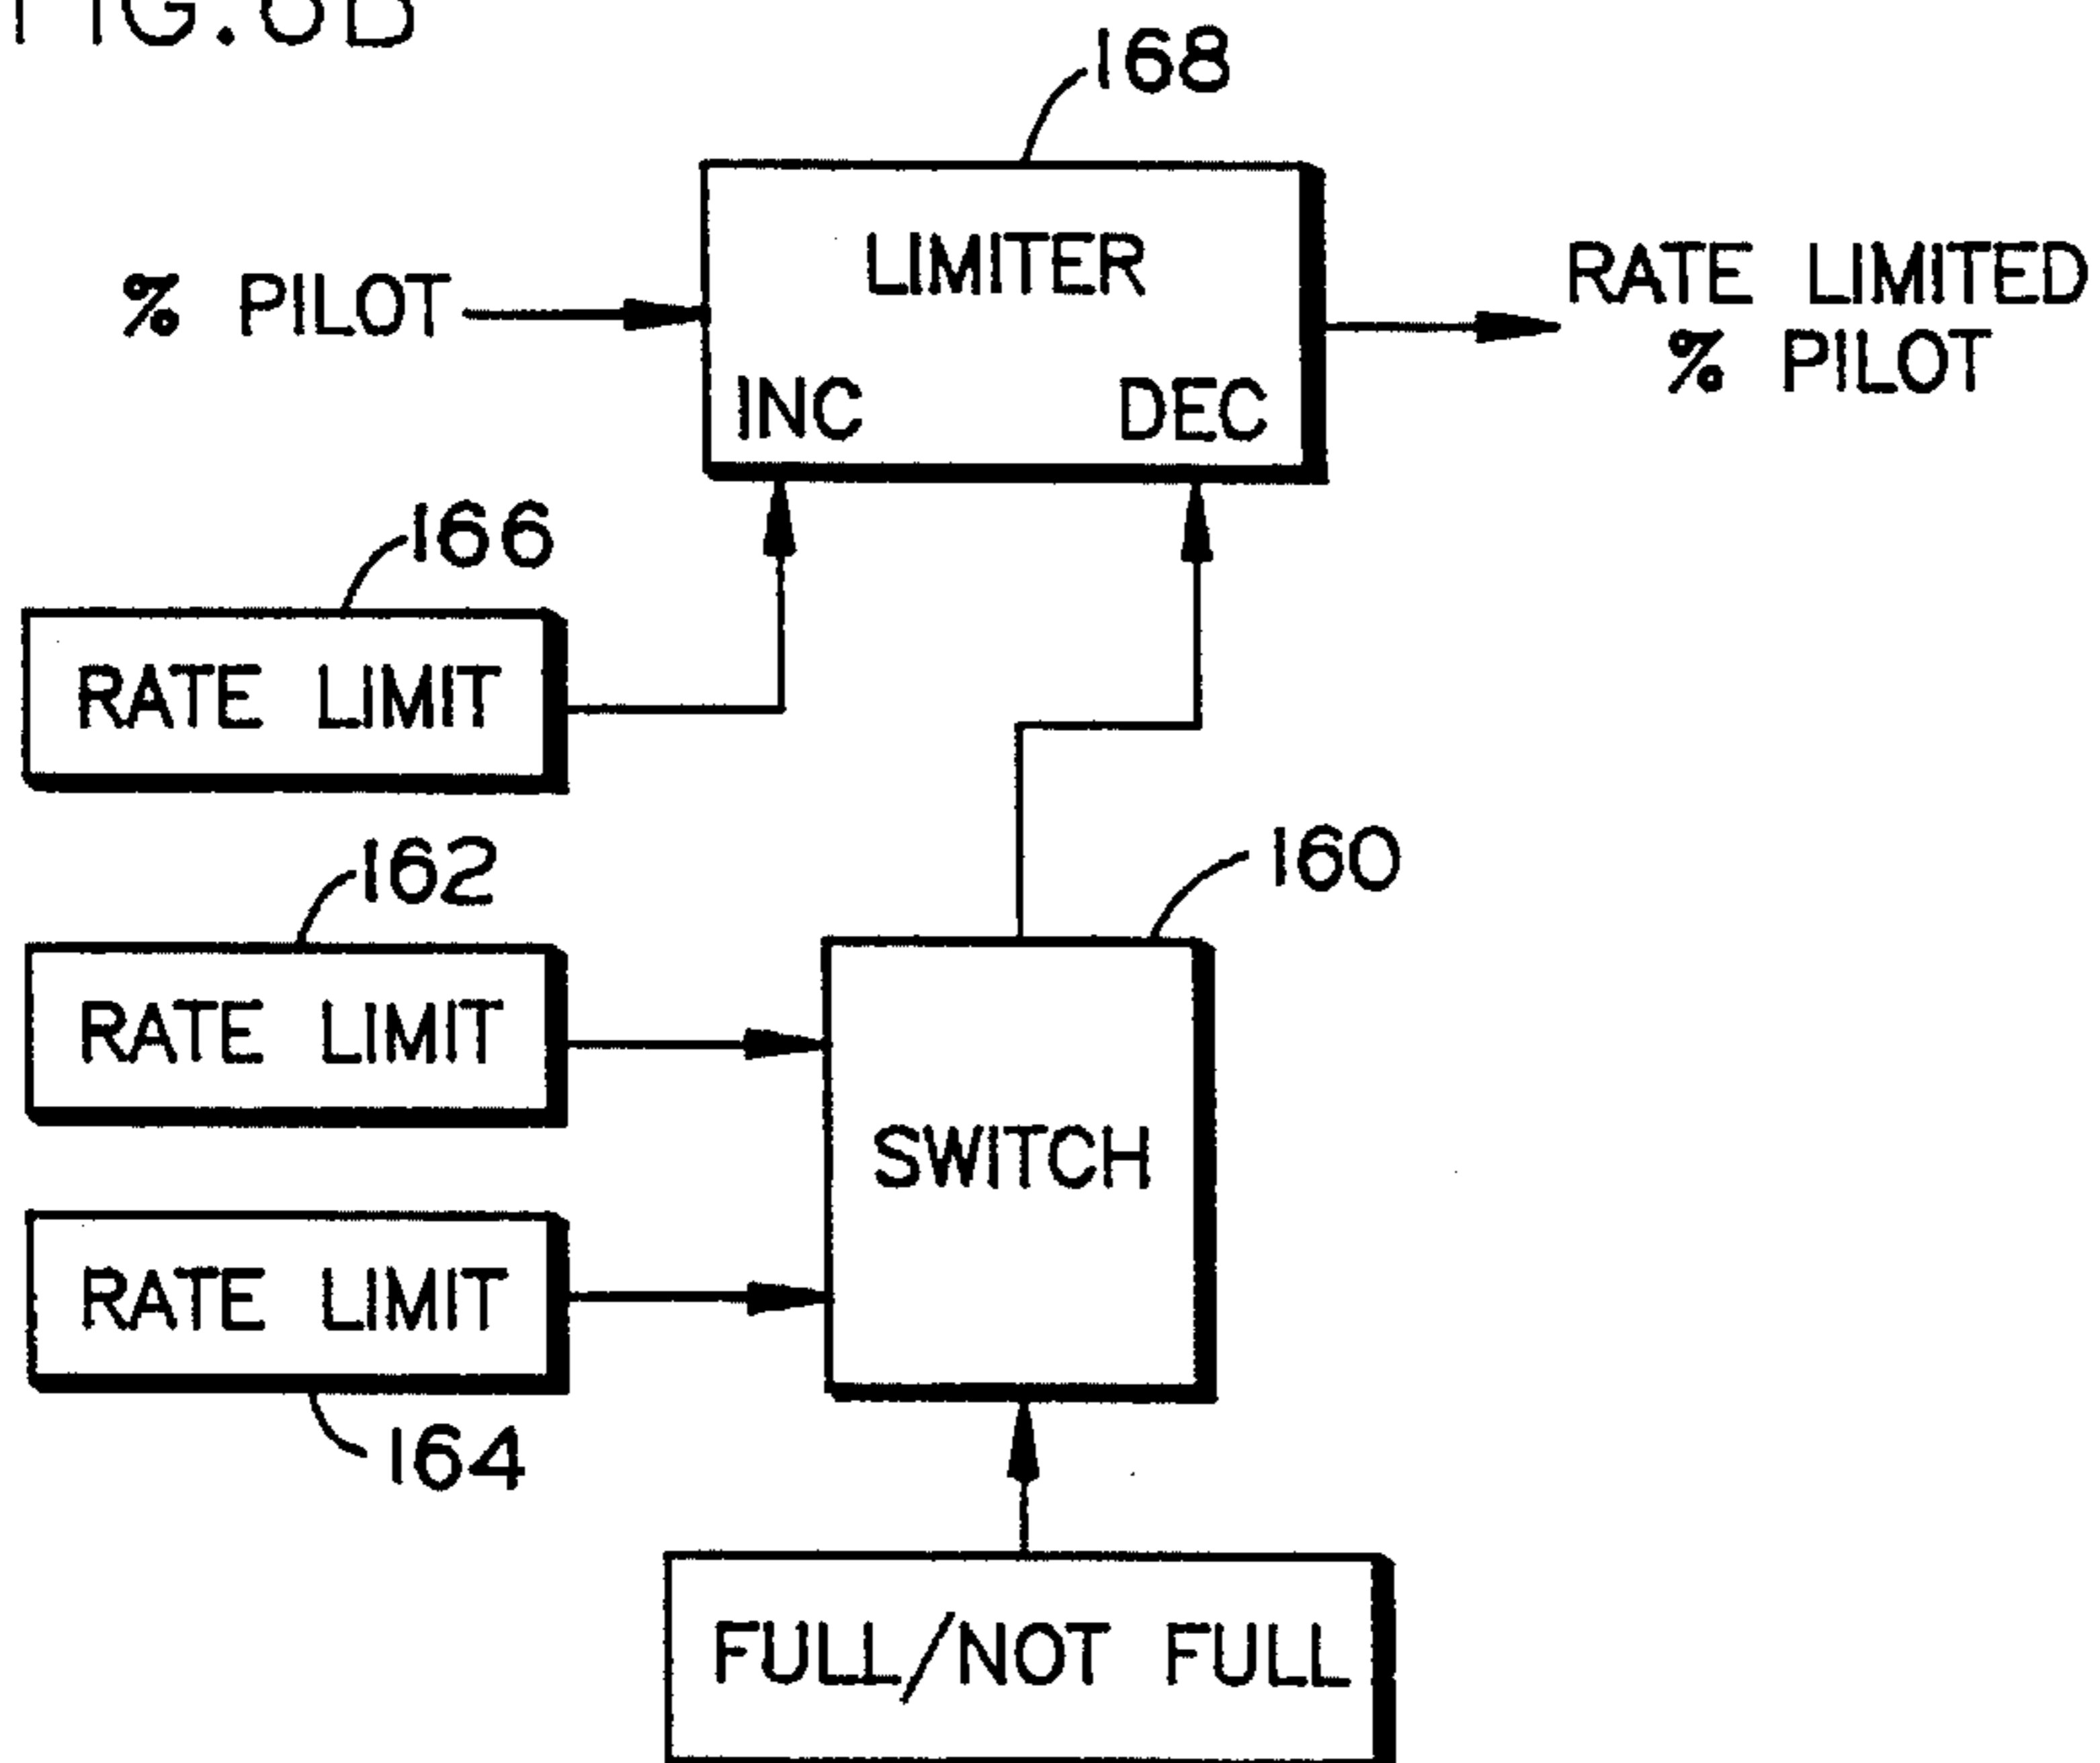 168
LIMITER
% PILOT
RATE LIMITED
% PILOT
INC
DEC
166
RATE LIMIT
162
160
RATE LIMIT
SWITCH
RATE LIMIT
164
FULL/NOT FULL